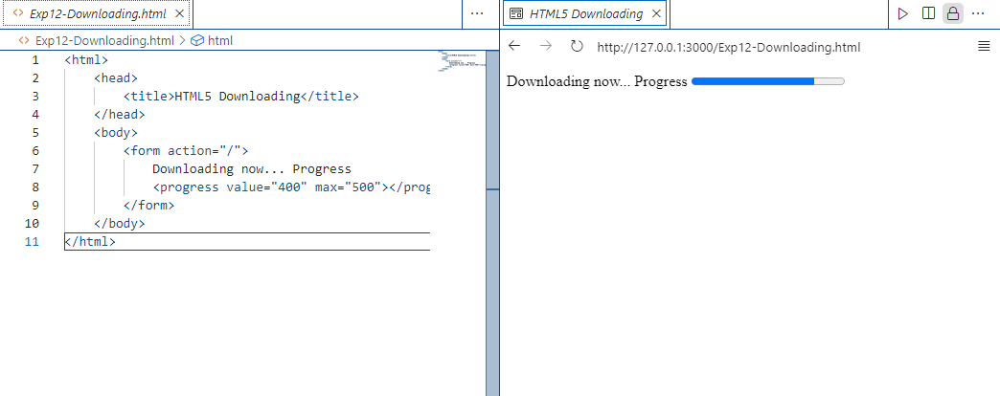 Exp12-Downloading.html
Exp12-Downloading.html > html
1 <html>
2 <head>
3 <title>HTML5 Downloading</title>
4 </head>
5 <body>
6 <form action="/">
7 Downloading now... Progress
8 <progress value="400" max="500"></prog
9 </form>
10 </body>
11 </html>
HTML5 Downloading
http://127.0.0.1:3000/Exp12-Downloading.html
Downloading now... Progress